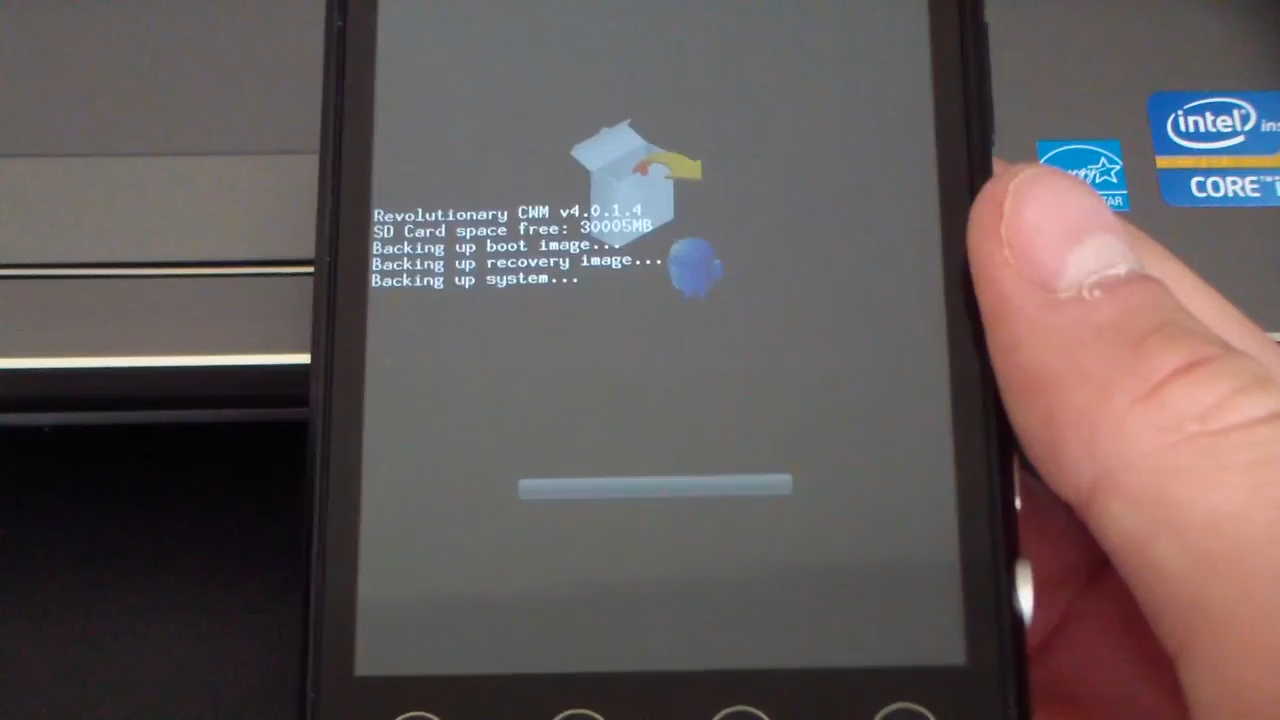 Revolutionary CWM v4.0.1.4
SD Card space free: 30005MB
Backing up boot image...
Backing up recovery image...
Backing up system...
intel
CORE™